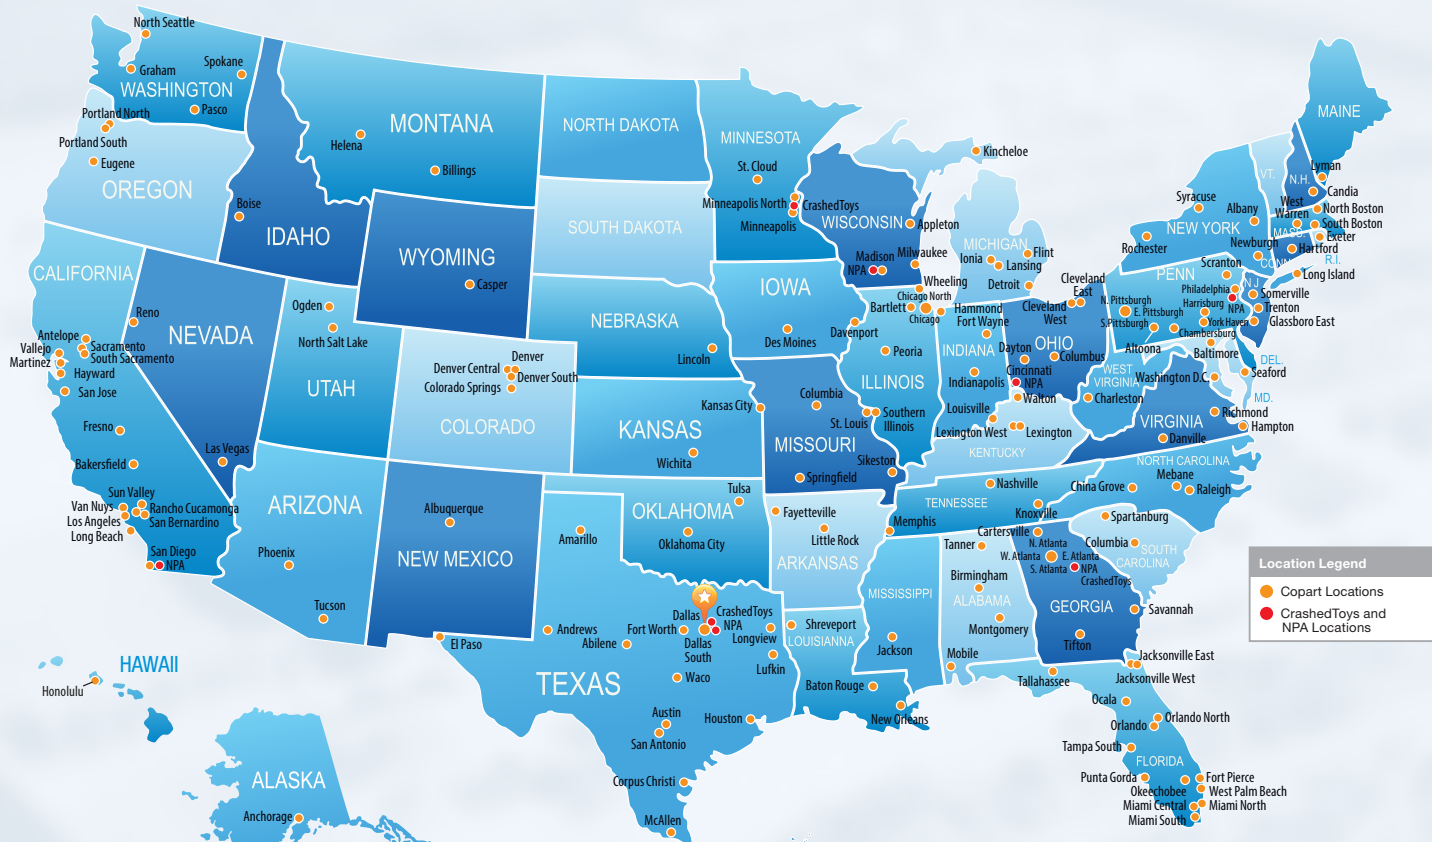 North Seattle
Spokane
Graham
WASHINGTON
Pasco
Portland North
Portland South
Eugene
OREGON
Boise
IDAHO
Helena
MONTANA
Billings
WYOMING
Casper
NORTH DAKOTA
SOUTH DAKOTA
NEBRASKA
Lincoln
MINNESOTA
St. Cloud
Minneapolis North
CrashedToys
Minneapolis
WISCONSIN
Appleton
Madison
NPA
Milwaukee
Kincheloe
MICHIGAN
Ionia
Lansing
Flint
Detroit
IOWA
Des Moines
Davenport
Wheeling
Chicago North
Bartlett
Chicago
Hammond
Fort Wayne
Peoria
ILLINOIS
Southern
Illinois
INDIANA
Indianapolis
Cleveland
East
Cleveland
West
OHIO
Dayton
Columbus
Cincinnati
NPA
Walton
Louisville
Lexington West
Lexington
KENTUCKY
CALIFORNIA
Antelope
Vallejo
Sacramento
Martinez
South Sacramento
Hayward
San Jose
Fresno
Bakersfield
Sun Valley
Van Nuys
Rancho Cucamonga
Los Angeles
San Bernardino
Long Beach
San Diego
NPA
Reno
NEVADA
Las Vegas
Ogden
North Salt Lake
UTAH
Denver
Denver Central
Denver South
Colorado Springs
COLORADO
KANSAS
Kansas City
Wichita
Columbia
St. Louis
MISSOURI
Sikeston
Springfield
ARIZONA
Phoenix
Tucson
Albuquerque
NEW MEXICO
Tulsa
OKLAHOMA
Oklahoma City
Fayetteville
Little Rock
ARKANSAS
Amarillo
Dallas
CrashedToys
NPA
Andrews
Fort Worth
Longview
Abilene
Dallas
South
El Paso
Lufkin
TEXAS
Waco
Austin
San Antonio
Houston
Corpus Christi
McAllen
Shreveport
LOUISIANNA
Baton Rouge
New Orleans
MISSISSIPPI
Jackson
TENNESSEE
Nashville
Memphis
Knoxville
Tanner
Birmingham
ALABAMA
Montgomery
Mobile
Cartersville
N. Atlanta
W. Atlanta
E. Atlanta
S. Atlanta
NPA
CrashedToys
GEORGIA
Savannah
Tifton
Jacksonville East
Jacksonville West
Tallahassee
Ocala
Orlando North
Orlando
Tampa South
FLORIDA
Punta Gorda
Fort Pierce
Okeechobee
West Palm Beach
Miami Central
Miami North
Miami South
Spartanburg
Columbia
SOUTH
CAROLINA
NORTH CAROLINA
Mebane
China Grove
Raleigh
VIRGINIA
Richmond
Hampton
Danville
WEST
VIRGINIA
Charleston
Washington D.C.
MD.
DEL.
Seaford
Baltimore
PENN
Scranton
N. Pittsburgh
E. Pittsburgh
S.Pittsburgh
Altoona
Philadelphia
Harrisburg
NPA
York Haven
Chambersburg
N J
Somerville
Trenton
Glassboro East
NEW YORK
Syracuse
Rochester
Albany
Newburgh
Long Island
CONN
Hartford
R.I.
Exeter
MASS.
West
Warren
North Boston
South Boston
VT.
N.H.
Candia
Lyman
MAINE
HAWAII
Honolulu
ALASKA
Anchorage
Location Legend
Copart Locations
CrashedToys and
NPA Locations